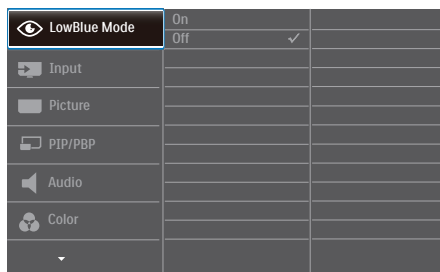 LowBlue Mode
On
Off
Input
Picture
PIP/PBP
Audio
Color